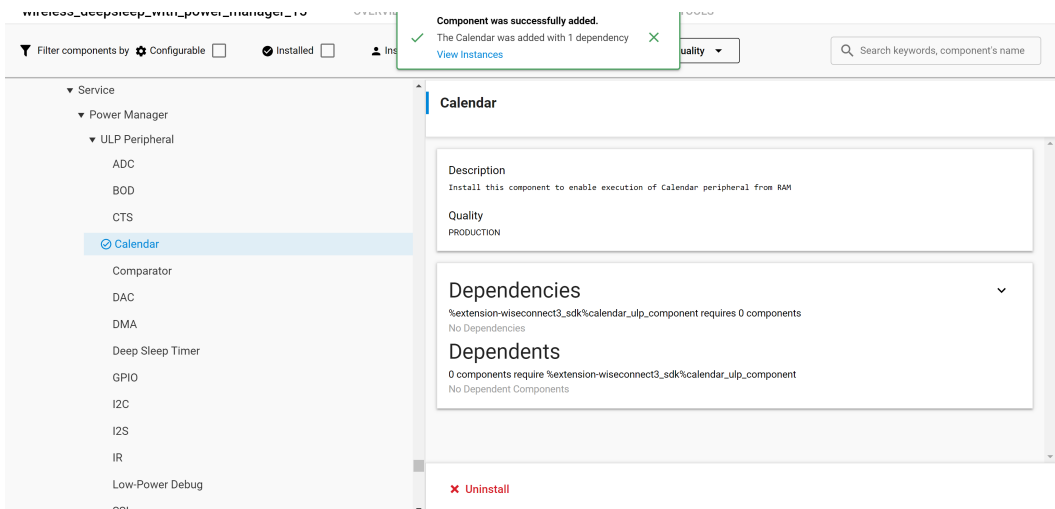 wireless_deepsleep_with_power_manager_15
Component was successfully added.
The Calendar was added with 1 dependency
View Instances
Filter components by
Configurable
Installed
Quality
Search keywords, component's name
Service
Power Manager
ULP Peripheral
ADC
BOD
CTS
Calendar
Comparator
DAC
DMA
Deep Sleep Timer
GPIO
I2C
I2S
IR
Low-Power Debug
Calendar
Description
Install this component to enable execution of Calendar peripheral from RAM
Quality
PRODUCTION
Dependencies
%extension-wiseconnect3_sdk%calendar_ulp_component requires 0 components
No Dependencies
Dependents
0 components require %extension-wiseconnect3_sdk%calendar_ulp_component
No Dependent Components
Uninstall